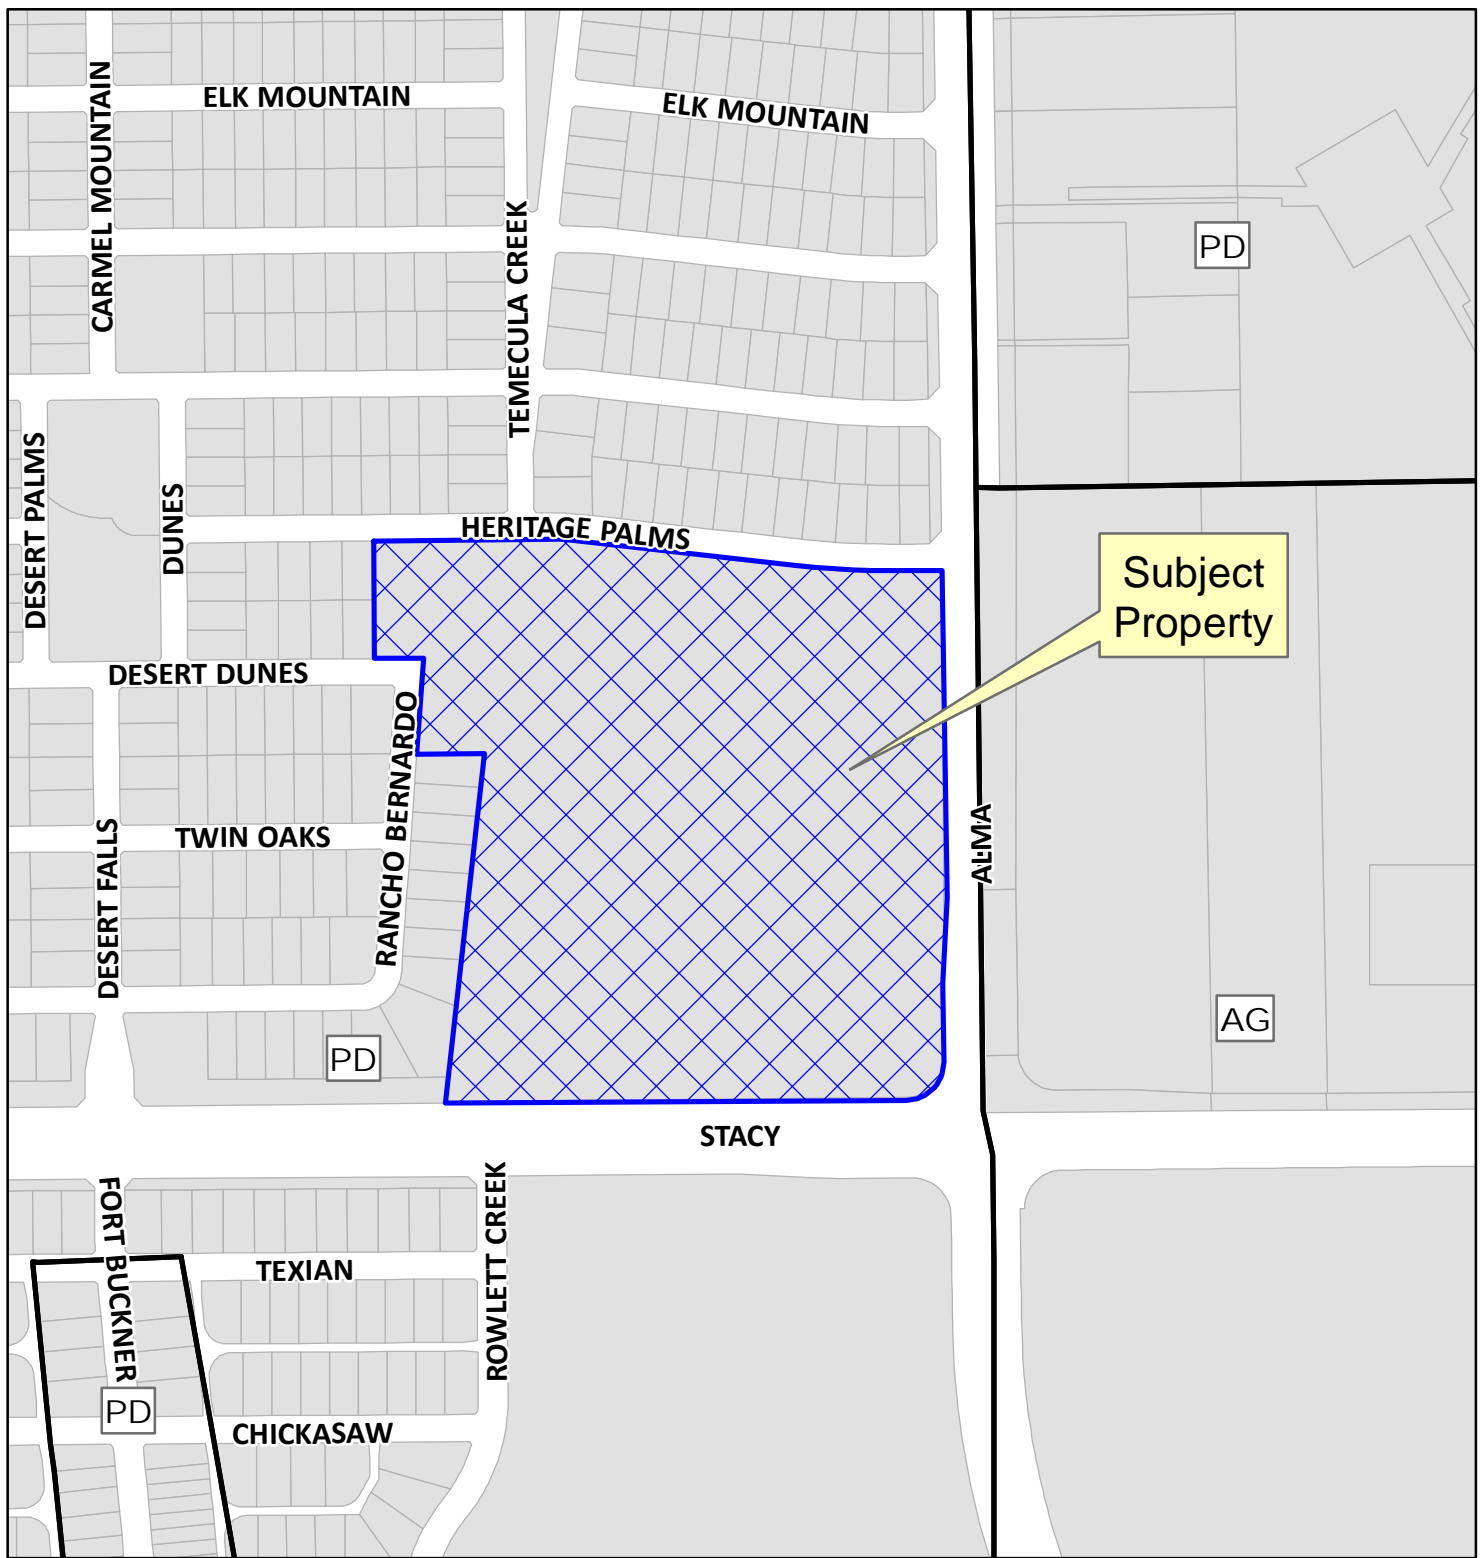 ELK MOUNTAIN
ELK MOUNTAIN
CARMEL MOUNTAIN
TEMECULA CREEK
PD
DESERT PALMS
DUNES
HERITAGE PALMS
Subject
Property
DESERT DUNES
RANCHO BERNARDO
TWIN OAKS
DESERT FALLS
ALMA
AG
PD
STACY
FORT BUCKNER
ROWLETT CREEK
TEXIAN
PD
CHICKASAW